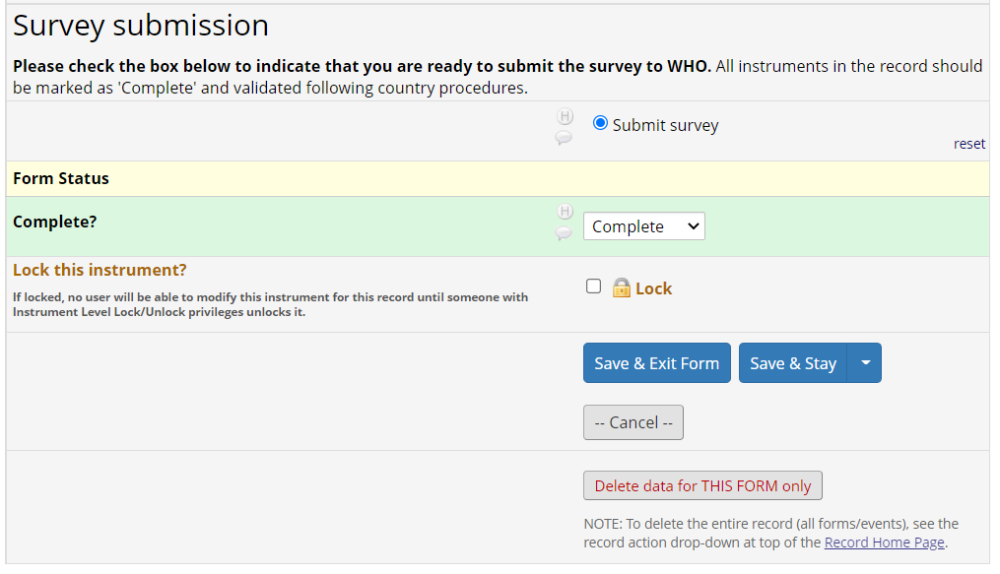 Survey submission
Please check the box below to indicate that you are ready to submit the survey to WHO. All instruments in the record should
be marked as 'Complete' and validated following country procedures.
H
Submit survey
reset
Form Status
Complete?
H
Complete
Lock this instrument?
If locked, no user will be able to modify this instrument for this record until someone with
Instrument Level Lock/Unlock privileges unlocks it.
Lock
Save & Exit Form
Save & Stay
-- Cancel --
Delete data for THIS FORM only
NOTE: To delete the entire record (all forms/events), see the
record action drop-down at top of the Record Home Page.